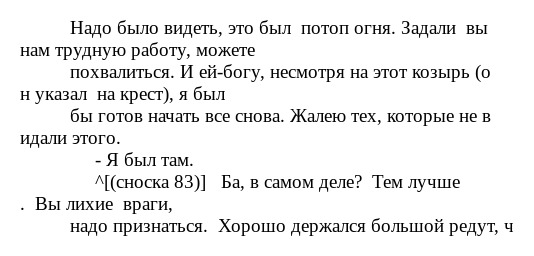 Надо было видеть, это был  потоп огня. Задали  вы
нам трудную работу, можете
похвалиться. И ей-богу, несмотря на этот козырь (о
н указал  на крест), я был
бы готов начать все снова. Жалею тех, которые не в
идали этого.
- Я был там.
^[(сноска 83)]   Ба, в самом деле?  Тем лучше
.  Вы лихие  враги,
надо признаться.  Хорошо держался большой редут, ч